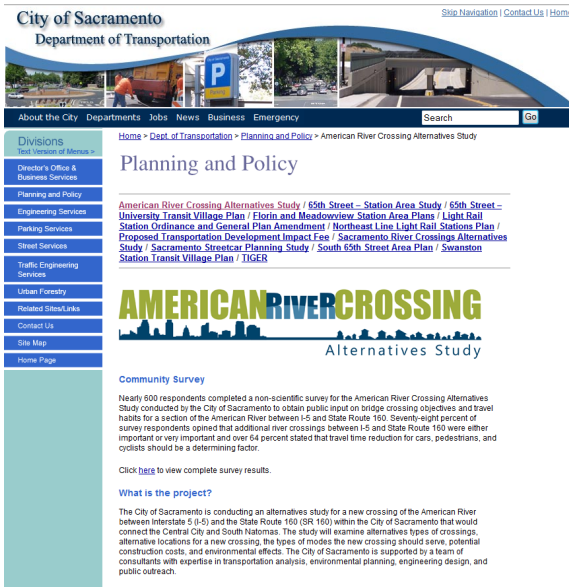 City of Sacramento
Department of Transportation
Skip Navigation | Contact Us | Home
P
About the City Departments Jobs News Business Emergency
Search
Go
Divisions
Text Version of Menus >
Director's Office &
Business Services
Planning and Policy
Engineering Services
Parking Services
Street Services
Traffic Engineering
Services
Urban Forestry
Related Sites/Links
Contact Us
Site Map
Home Page
Home > Dept. of Transportation > Planning and Policy > American River Crossing Alternatives Study
Planning and Policy
American River Crossing Alternatives Study / 65th Street – Station Area Study / 65th Street –
University Transit Village Plan / Florin and Meadowview Station Area Plans / Light Rail
Station Ordinance and General Plan Amendment / Northeast Line Light Rail Stations Plan /
Proposed Transportation Development Impact Fee / Sacramento River Crossings Alternatives
Study / Sacramento Streetcar Planning Study / South 65th Street Area Plan / Swanston
Station Transit Village Plan / TIGER
AMERICAN RIVER CROSSING
Alternatives Study
Community Survey
Nearly 600 respondents completed a non-scientific survey for the American River Crossing Alternatives
Study conducted by the City of Sacramento to obtain public input on bridge crossing objectives and travel
habits for a section of the American River between I-5 and State Route 160. Seventy-eight percent of
survey respondents opined that additional river crossings between I-5 and State Route 160 were either
important or very important and over 64 percent stated that travel time reduction for cars, pedestrians, and
cyclists should be a determining factor.
Click here to view complete survey results.
What is the project?
The City of Sacramento is conducting an alternatives study for a new crossing of the American River
between Interstate 5 (I-5) and the State Route 160 (SR 160) within the City of Sacramento that would
connect the Central City and South Natomas. The study will examine alternatives types of crossings,
alternative locations for a new crossing, the types of modes the new crossing should serve, potential
construction costs, and environmental effects. The City of Sacramento is supported by a team of
consultants with expertise in transportation analysis, environmental planning, engineering design, and
public outreach.